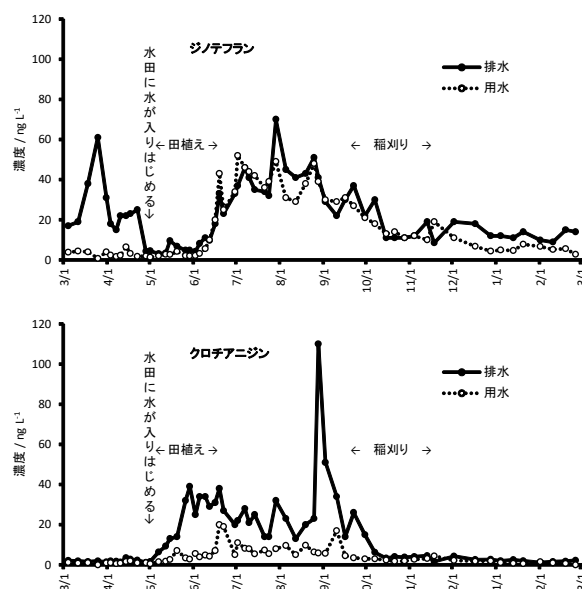 ジノテフラン
120
100
80
60
40
20
0
濃度 / ng L-1
水田に水が入りはじめる↓
← 田植え →
← 稲刈り →
排水
用水
3/1 4/1 5/1 6/1 7/1 8/1 9/1 10/1 11/1 12/1 1/1 2/1 3/1
クロチアニジン
120
100
80
60
40
20
0
濃度 / ng L-1
水田に水が入りはじめる↓
← 田植え →
← 稲刈り →
排水
用水
3/1 4/1 5/1 6/1 7/1 8/1 9/1 10/1 11/1 12/1 1/1 2/1 3/1